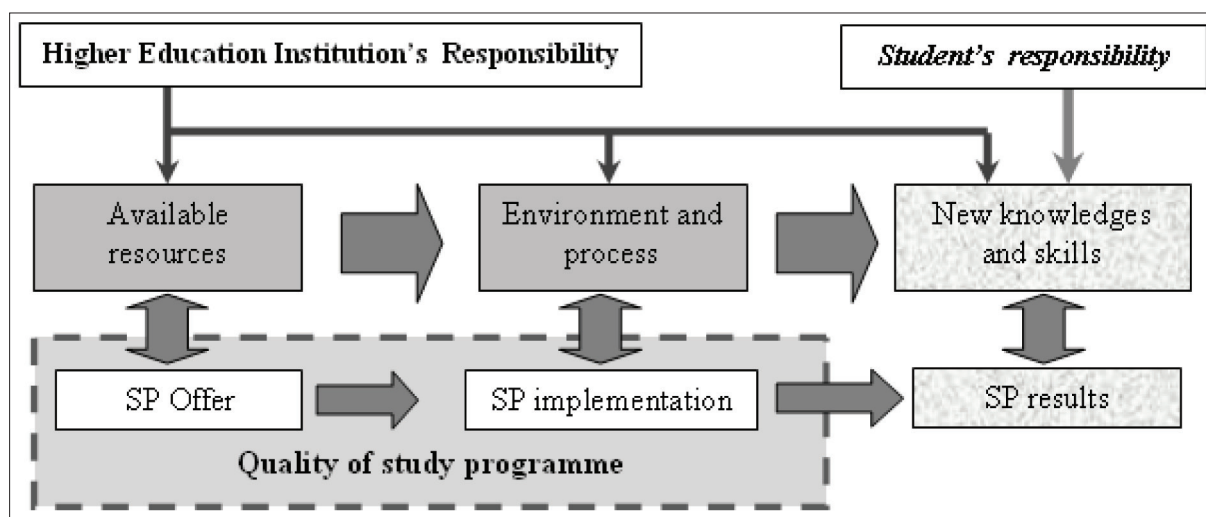 Higher Education Institution's Responsibility
Student's responsibility
Available
resources
Environment and
process
New knowledges
and skills
SP Offer
SP implementation
SP results
Quality of study programme